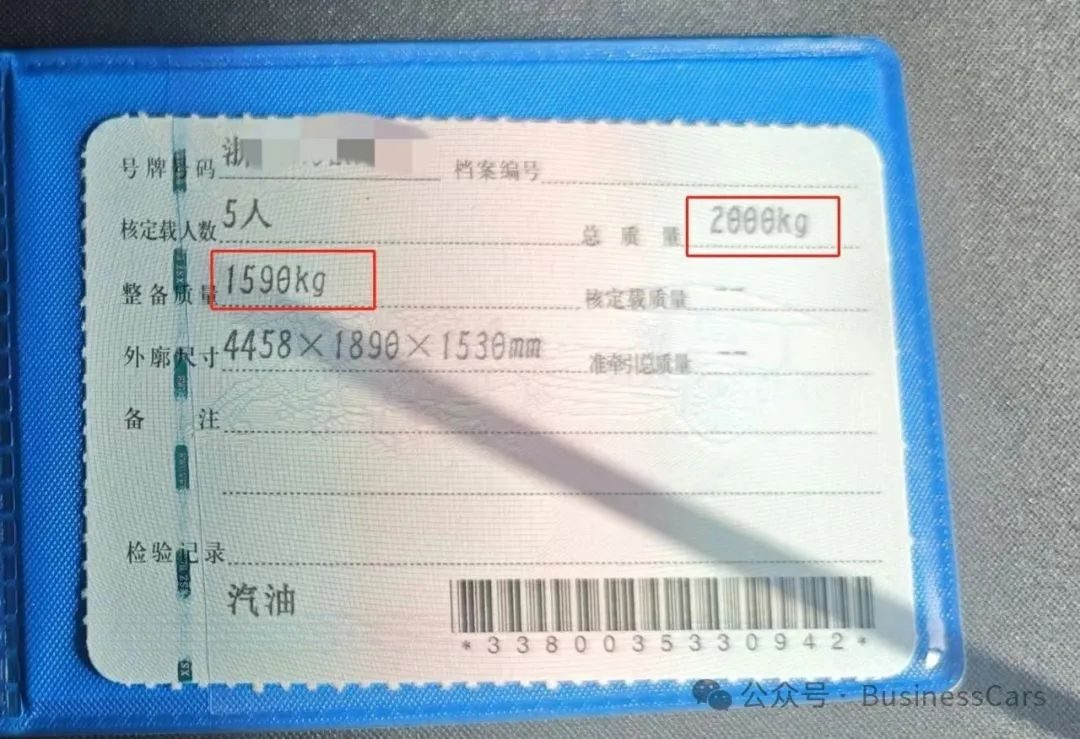 号牌号码 浙 档案编号
核定载人数 5人 总质量 2000kg
整备质量 1590kg 核定载质量 --
外廓尺寸 4458×1890×1530mm 准牵引总质量 --
备注
检验记录
汽油
*3380035330942*
公众号·BusinessCars